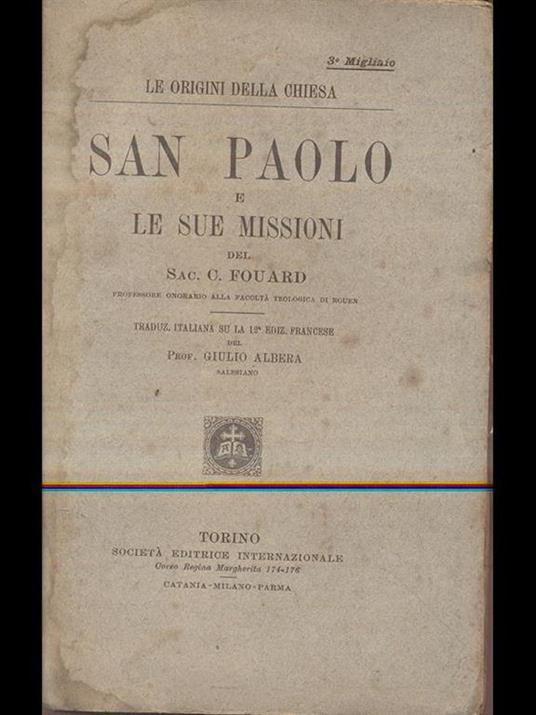 3º Migliaio
LE ORIGINI DELLA CHIESA
SAN PAOLO
E
LE SUE MISSIONI
DEL
SAC. C. FOUARD
PROFESSORE ONORARIO ALLA FACOLTÀ TEOLOGICA DI ROUEN
TRADUZ. ITALIANA SU LA 12ª EDIZ. FRANCESE
DEL
PROF. GIULIO ALBERA
SALESIANO
TORINO
SOCIETÀ EDITRICE INTERNAZIONALE
Corso Regina Margherita 174-176
CATANIA-MILANO-PARMA